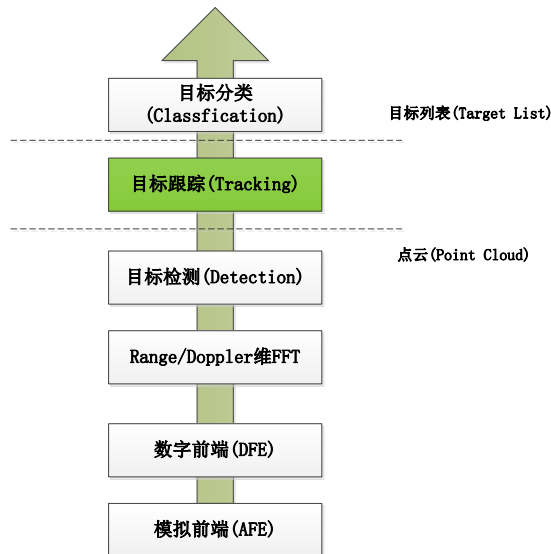 目标分类
(Classfication)
目标列表(Target List)
目标跟踪(Tracking)
点云(Point Cloud)
目标检测(Detection)
Range/Doppler维FFT
数字前端(DFE)
模拟前端(AFE)